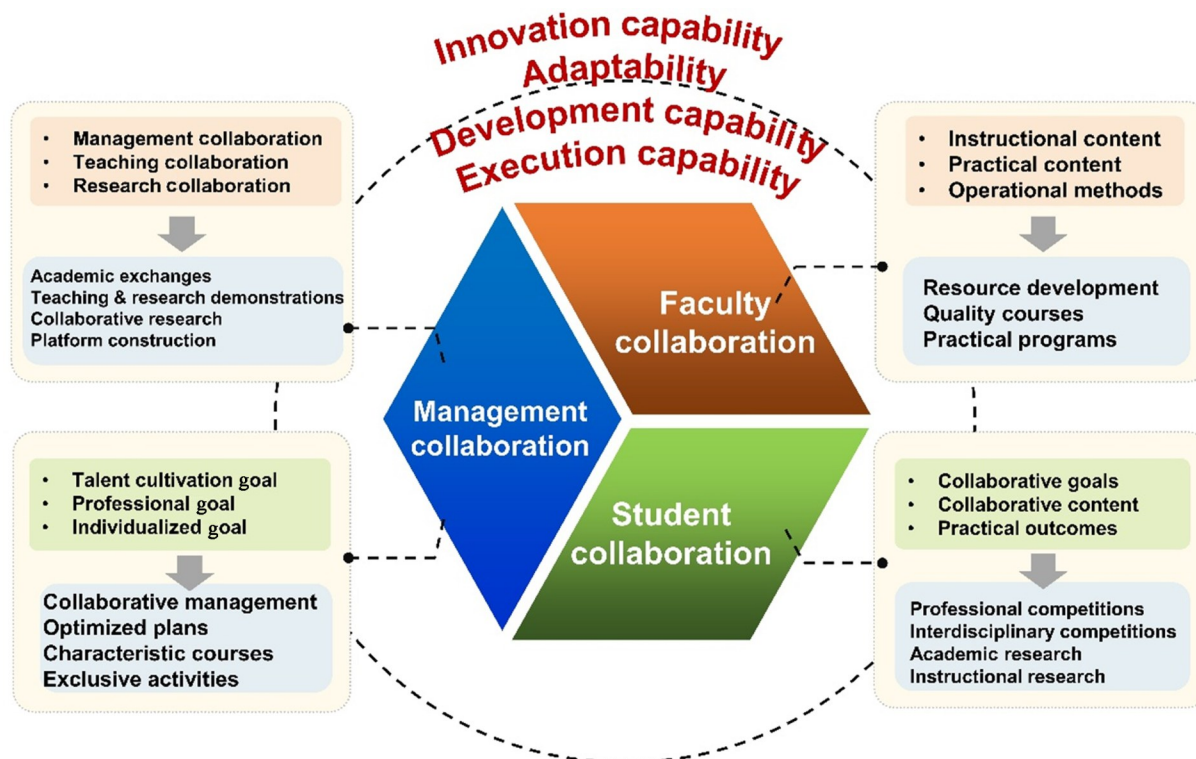 Innovation capability
Adaptability
Development capability
Execution capability
• Management collaboration
• Teaching collaboration
• Research collaboration
Academic exchanges
Teaching & research demonstrations
Collaborative research
Platform construction
• Instructional content
• Practical content
• Operational methods
Resource development
Quality courses
Practical programs
Faculty
collaboration
Management
collaboration
Student
collaboration
• Talent cultivation goal
• Professional goal
• Individualized goal
Collaborative management
Optimized plans
Characteristic courses
Exclusive activities
• Collaborative goals
• Collaborative content
• Practical outcomes
Professional competitions
Interdisciplinary competitions
Academic research
Instructional research